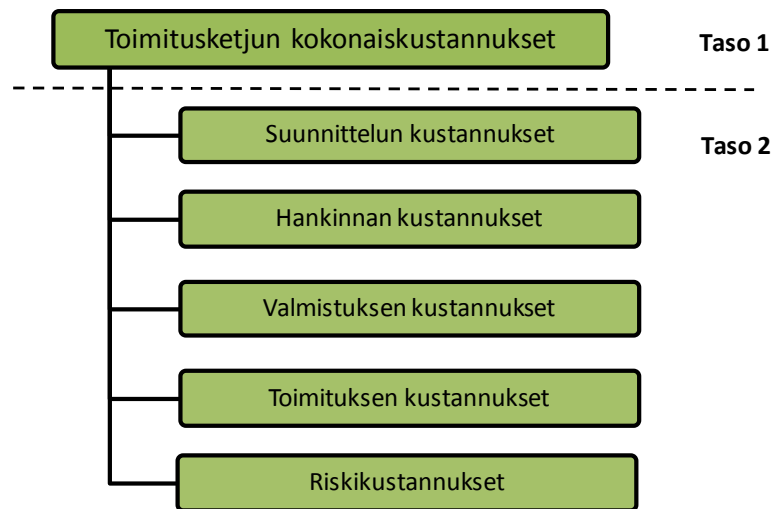 Toimitusketjun kokonaiskustannukset
Taso 1
Suunnittelun kustannukset
Taso 2
Hankinnan kustannukset
Valmistuksen kustannukset
Toimituksen kustannukset
Riskikustannukset